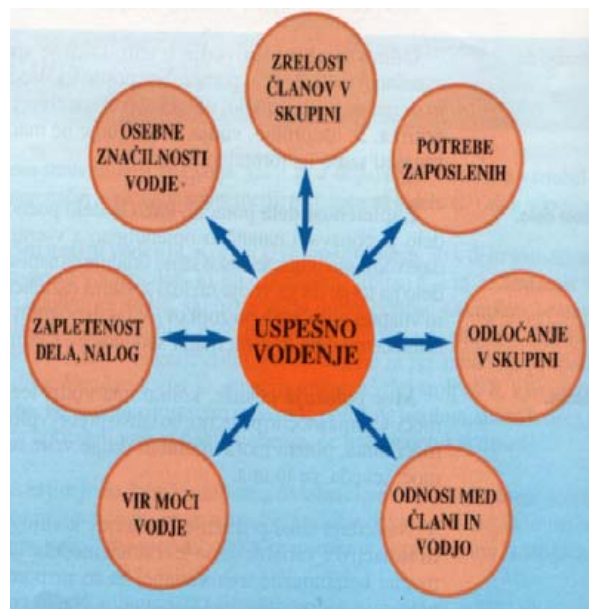 ZRELOST
ČLANOV V
SKUPINI
OSEBNE
ZNAČILNOSTI
VODJE
POTREBE
ZAPOSLENIH
ZAPLETENOST
DELA, NALOG
USPEŠNO
VODENJE
ODLOČANJE
V SKUPINI
VIR MOČI
VODJE
ODNOSI MED
ČLANI IN
VODJO